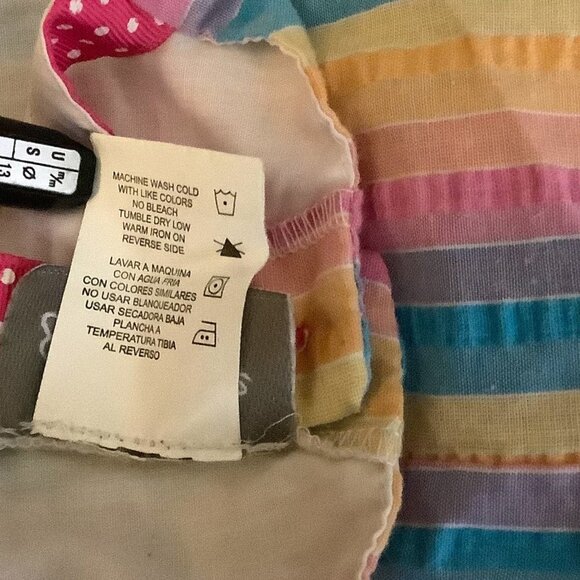 MACHINE WASH COLD
WITH LIKE COLORS
NO BLEACH
TUMBLE DRY LOW
WARM IRON ON
REVERSE SIDE
LAVAR A MAQUINA
CON AGUA FRIA
CON COLORES SIMILARES
NO USAR BLANQUEADOR
USAR SECADORA BAJA
PLANCHA A
TEMPERATURA TIBIA
AL REVERSO
U m/m
S Ø
13